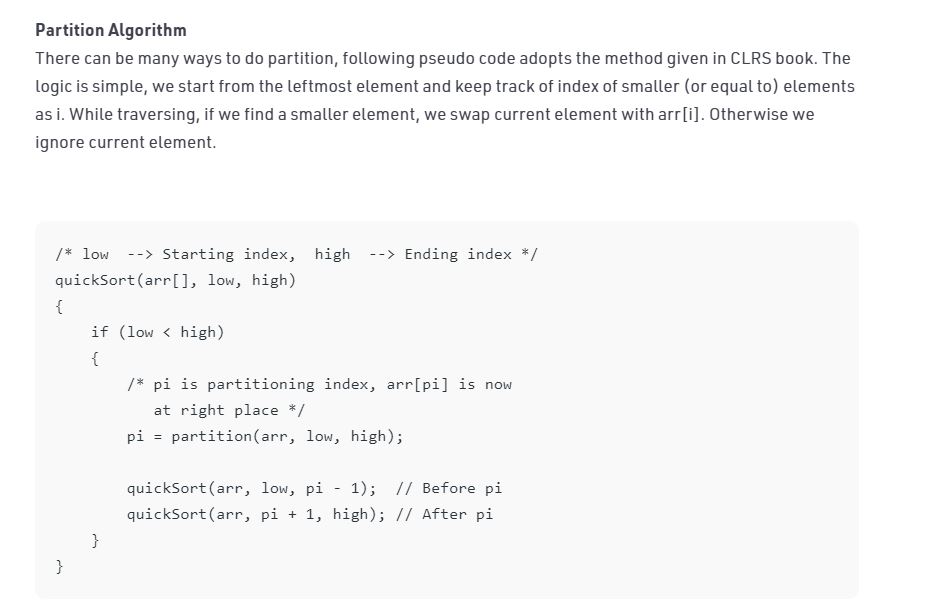 Partition Algorithm
There can be many ways to do partition, following pseudo code adopts the method given in CLRS book. The
logic is simple, we start from the leftmost element and keep track of index of smaller (or equal to) elements
as i. While traversing, if we find a smaller element, we swap current element with arr[i]. Otherwise we
ignore current element.
/* low  --> Starting index,  high  --> Ending index */
quickSort(arr[], low, high)
{
    if (low < high)
    {
        /* pi is partitioning index, arr[pi] is now
           at right place */
        pi = partition(arr, low, high);
        quickSort(arr, low, pi - 1);  // Before pi
        quickSort(arr, pi + 1, high); // After pi
    }
}